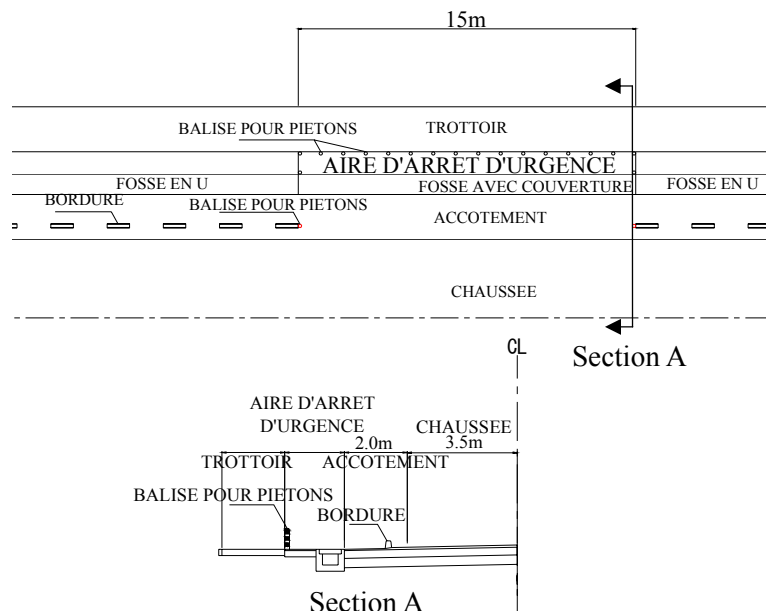 15m
BALISE POUR PIETONS
TROTTOIR
AIRE D'ARRET D'URGENCE
FOSSE EN U
FOSSE AVEC COUVERTURE
FOSSE EN U
BORDURE
BALISE POUR PIETONS
ACCOTEMENT
CHAUSSEE
CL
Section A
AIRE D'ARRET
D'URGENCE
CHAUSSEE
2.0m
3.5m
TROTTOIR
ACCOTEMENT
BALISE POUR PIETONS
BORDURE
Section A